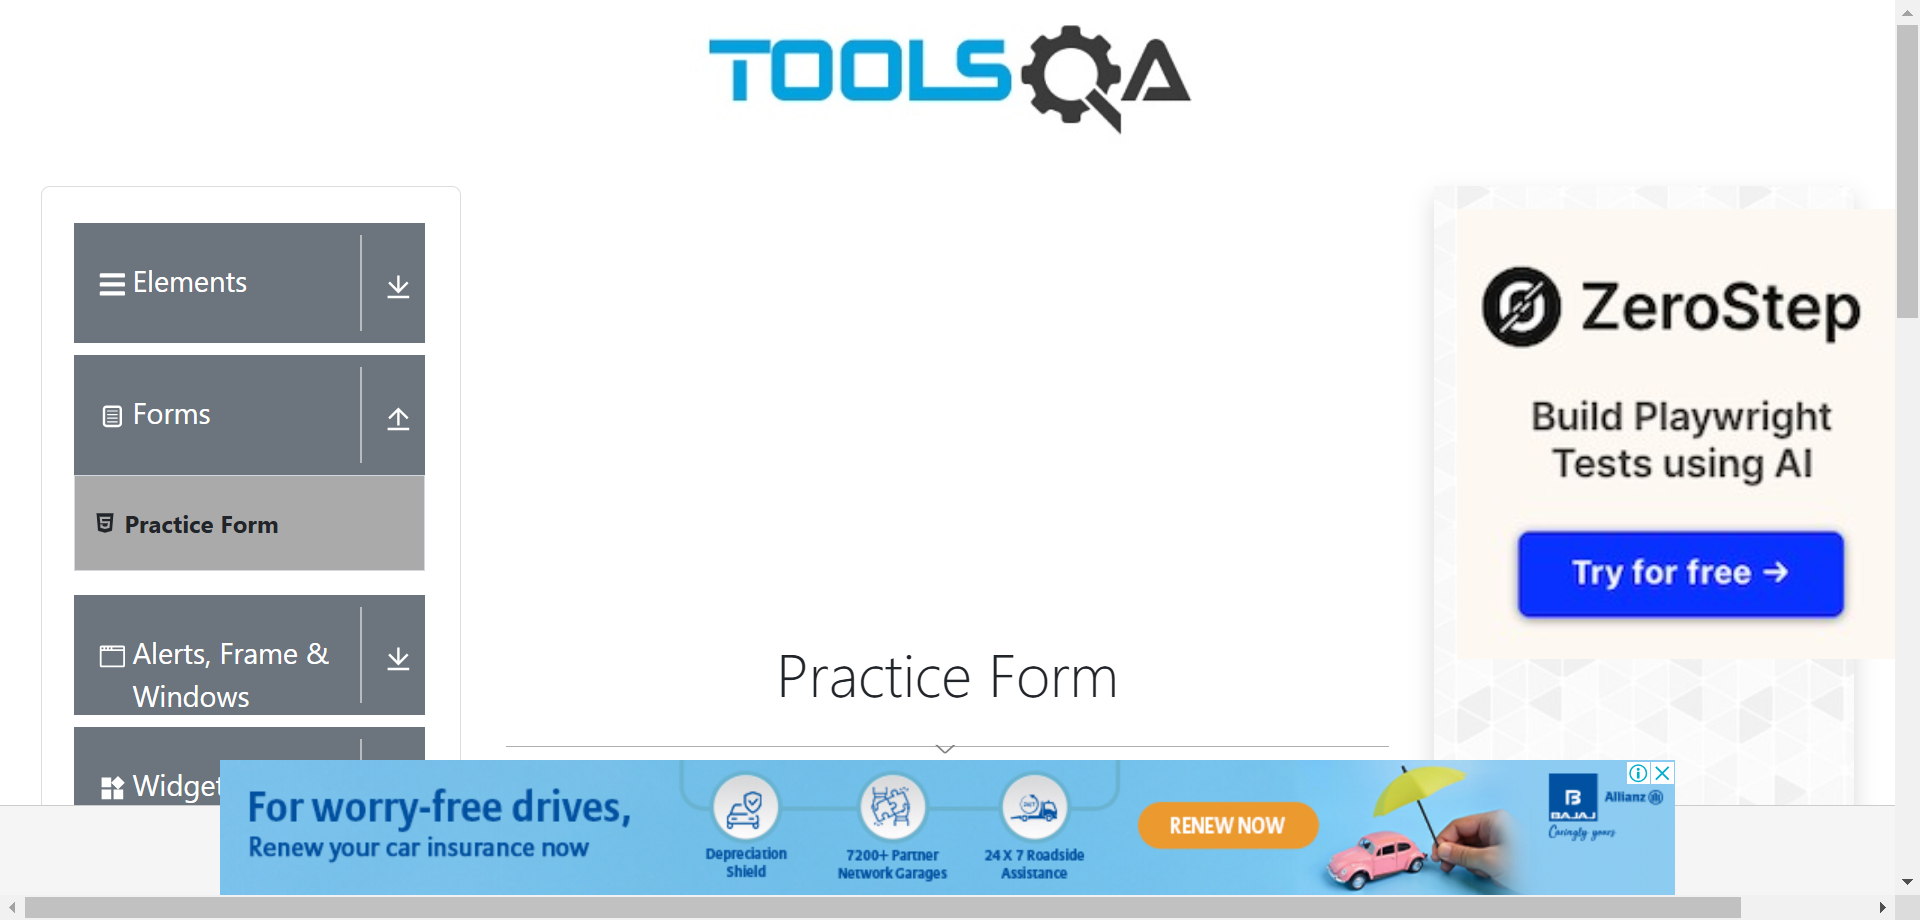 TOOLSQA
Elements
Forms
Practice Form
Alerts, Frame &
Windows
Widget
Practice Form
ZeroStep
Build Playwright
Tests using AI
Try for free →
For worry-free drives,
Renew your car insurance now
Depreciation
Shield
7200+ Partner
Network Garages
24 X 7 Roadside
Assistance
RENEW NOW
B
BAJAJ
Allianz
Caringly yours